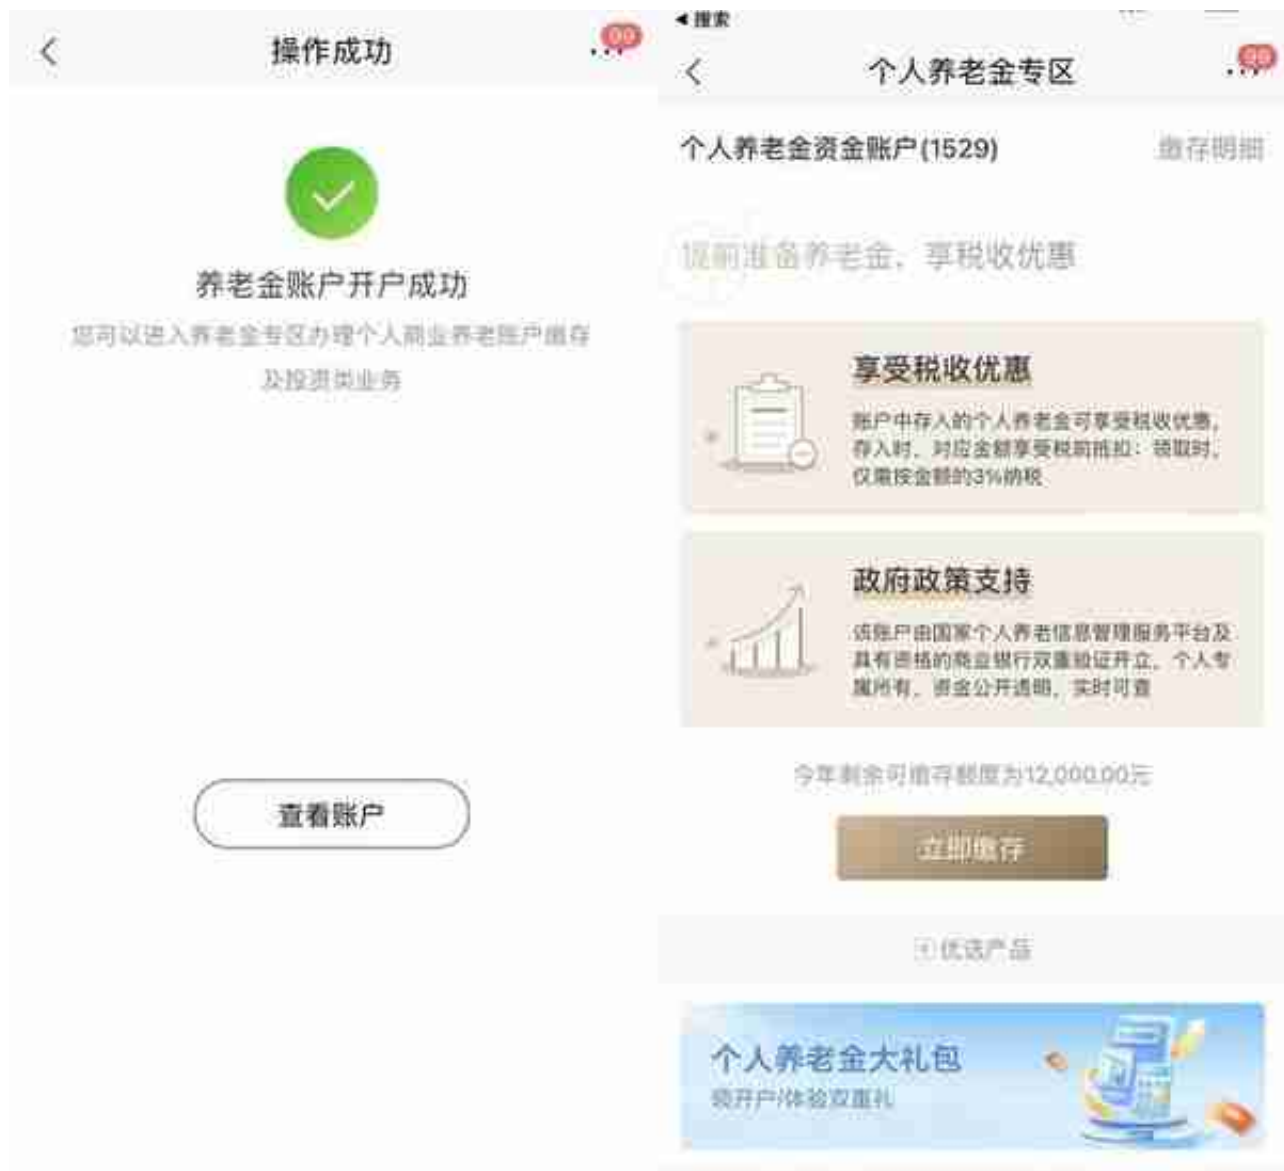 操作成功
99
养老金账户开户成功
您可以进入养老金专区办理个人商业养老账户缴存
及投资类业务
查看账户
搜索
个人养老金专区
99
个人养老金资金账户(1529)
缴存明细
提前准备养老金，享税收优惠
享受税收优惠
账户中存入的个人养老金可享受税收优惠，
存入时，对应金额享受税前抵扣：领取时，
仅需按金额的3%纳税
政府政策支持
该账户由国家个人养老信息管理服务平台及
具有资格的商业银行双重验证开立，个人专
属所有，资金公开透明，实时可查
今年剩余可缴存额度为12,000.00元
立即缴存
优选产品
个人养老金大礼包
领开户/体验双重礼